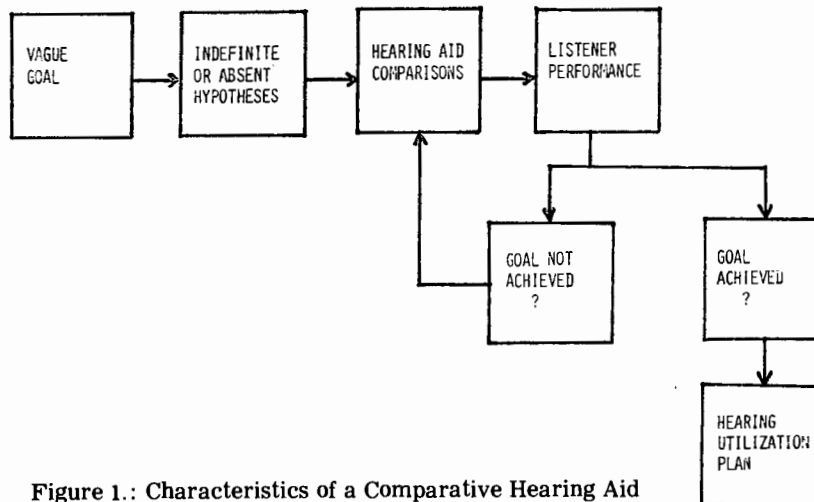 VAGUE
GOAL
INDEFINITE
OR ABSENT
HYPOTHESES
HEARING AID
COMPARISONS
LISTENER
PERFORMANCE
GOAL NOT
ACHIEVED
?
GOAL
ACHIEVED
?
HEARING
UTILIZATION
PLAN
Figure 1.: Characteristics of a Comparative Hearing Aid